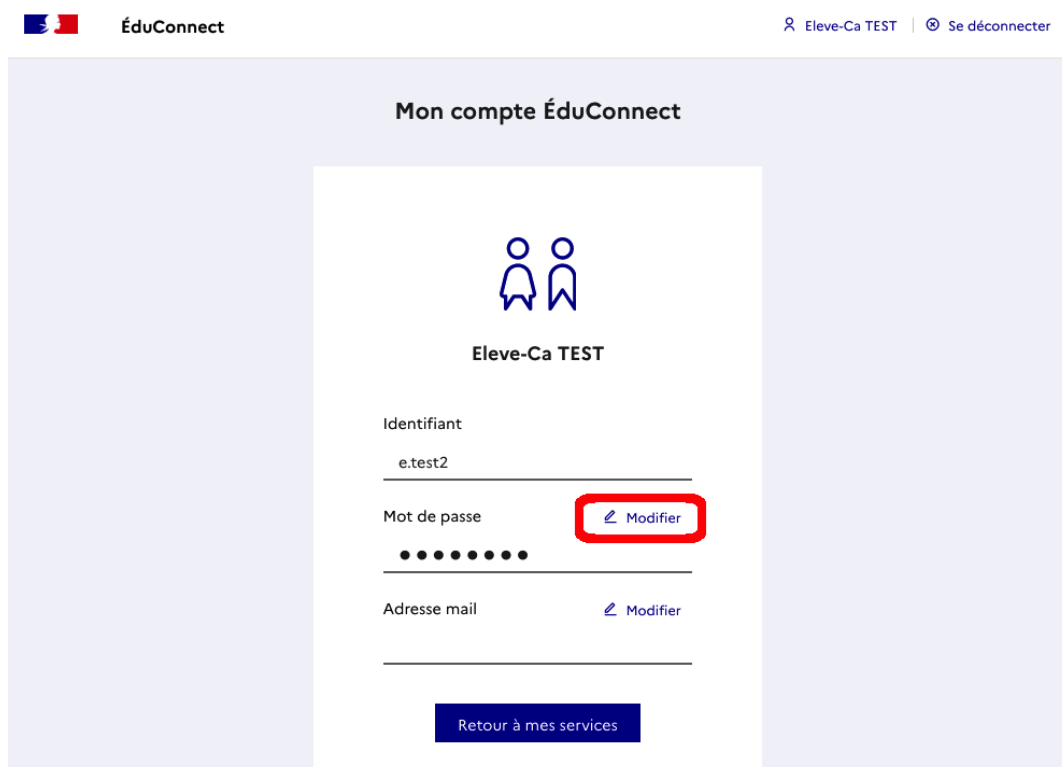 ÉduConnect
Eleve-Ca TEST
Se déconnecter
Mon compte ÉduConnect
Eleve-Ca TEST
Identifiant
e.test2
Mot de passe
Modifier
Adresse mail
Modifier
Retour à mes services